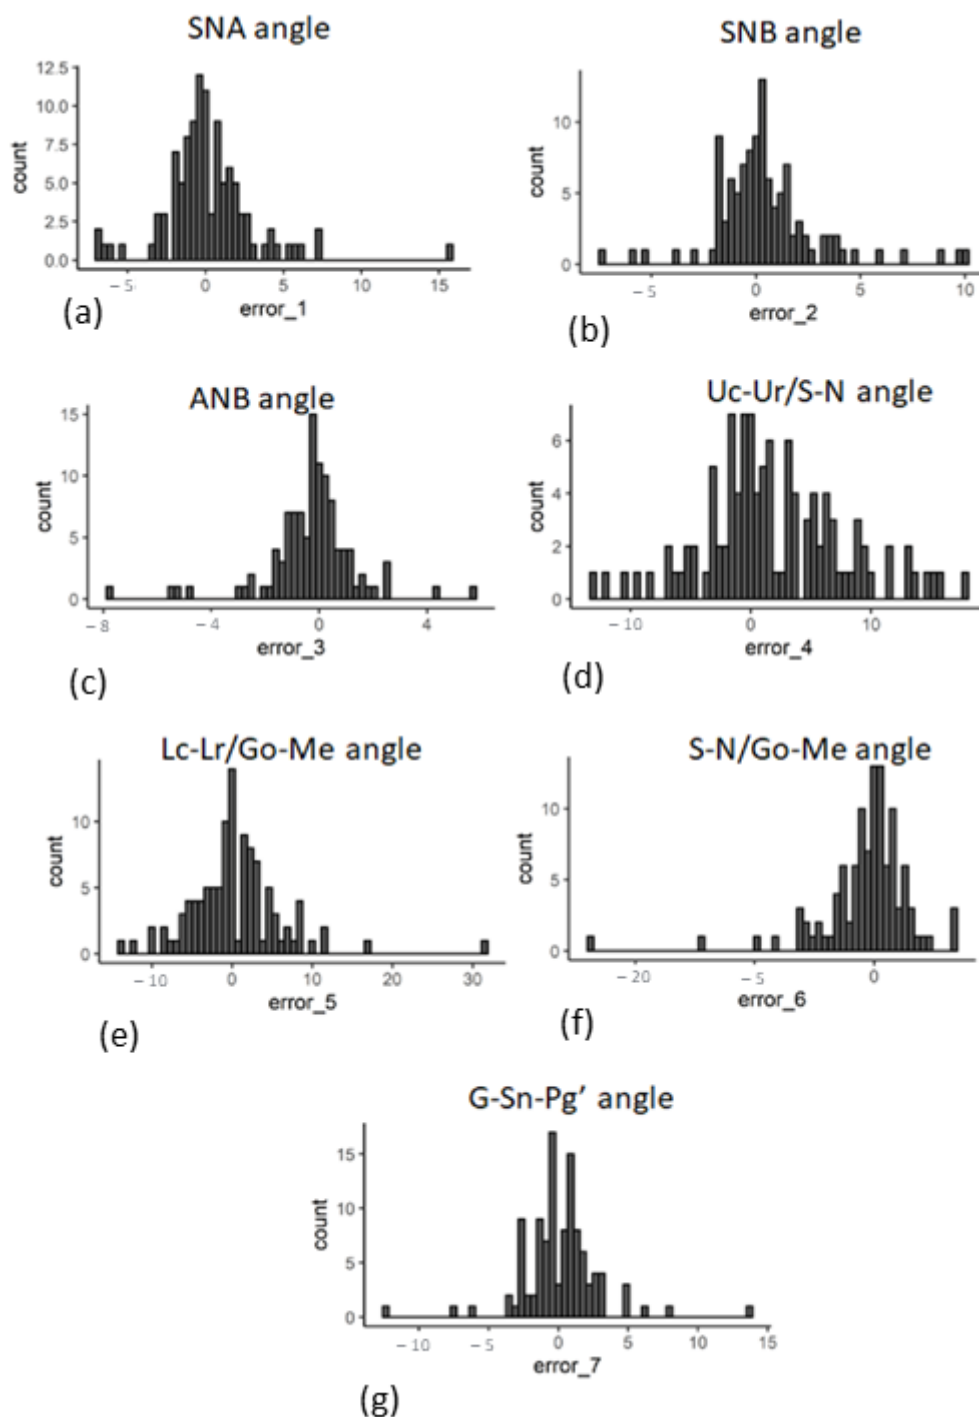 SNA angle
SNB angle
12.5
10.0
7.5
5.0
2.5
0.0
count
−5
0
5
10
15
error_1
(a)
10
5
0
count
−5
0
5
10
error_2
(b)
ANB angle
15
10
5
0
count
−8
−4
0
4
error_3
(c)
Uc-Ur/S-N angle
6
4
2
0
count
−10
0
10
error_4
(d)
Lc-Lr/Go-Me angle
10
5
0
count
−10
0
10
20
30
error_5
(e)
S-N/Go-Me angle
10
5
0
count
−20
−5
0
error_6
(f)
G-Sn-Pg’ angle
15
10
5
0
count
−10
−5
0
5
10
15
error_7
(g)